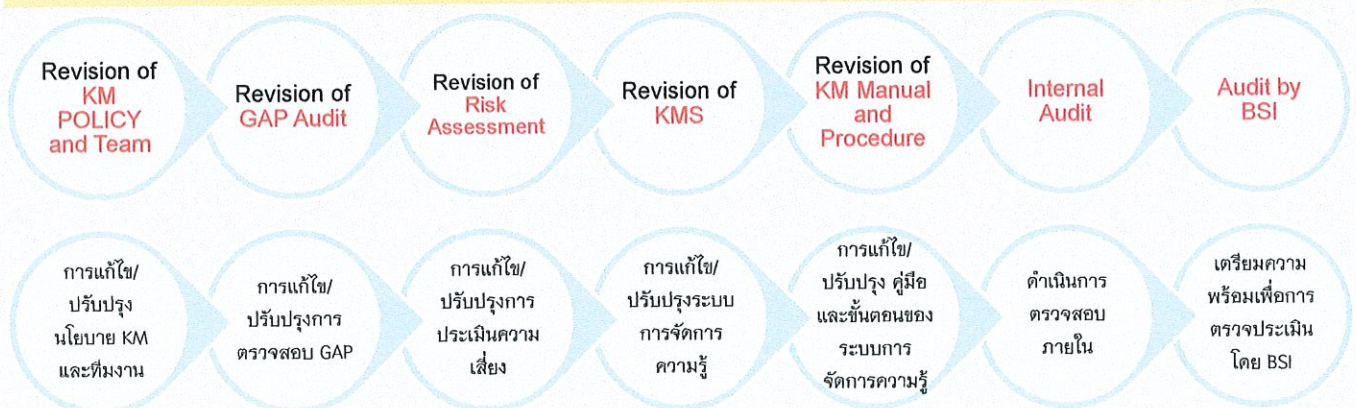 Revision of
KM
POLICY
and Team
Revision of
GAP Audit
Revision of
Risk
Assessment
Revision of
KMS
Revision of
KM Manual
and
Procedure
Internal
Audit
Audit by
BSI
การแก้ไข/
ปรับปรุง
นโยบาย KM
และทีมงาน
การแก้ไข/
ปรับปรุงการ
ตรวจสอบ GAP
การแก้ไข/
ปรับปรุงการ
ประเมินความ
เสี่ยง
การแก้ไข/
ปรับปรุงระบบ
การจัดการ
ความรู้
การแก้ไข/
ปรับปรุง คู่มือ
และขั้นตอนของ
ระบบการ
จัดการความรู้
ดำเนินการ
ตรวจสอบ
ภายใน
เตรียมความ
พร้อมเพื่อการ
ตรวจประเมิน
โดย BSI